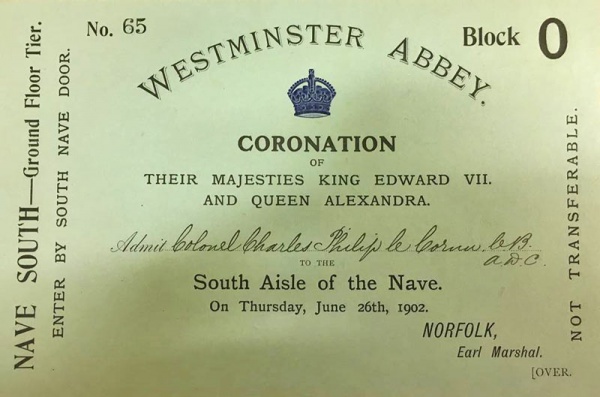 No. 65
Block O
WESTMINSTER ABBEY.
CORONATION
OF
THEIR MAJESTIES KING EDWARD VII.
AND QUEEN ALEXANDRA.
Admit Colonel Charles Philip le Cornu, C.B.
A.D.C.
TO THE
South Aisle of the Nave.
On Thursday, June 26th, 1902.
NORFOLK,
Earl Marshal.
[OVER.
NAVE SOUTH—Ground Floor Tier.
ENTER BY SOUTH NAVE DOOR.
NOT TRANSFERABLE.